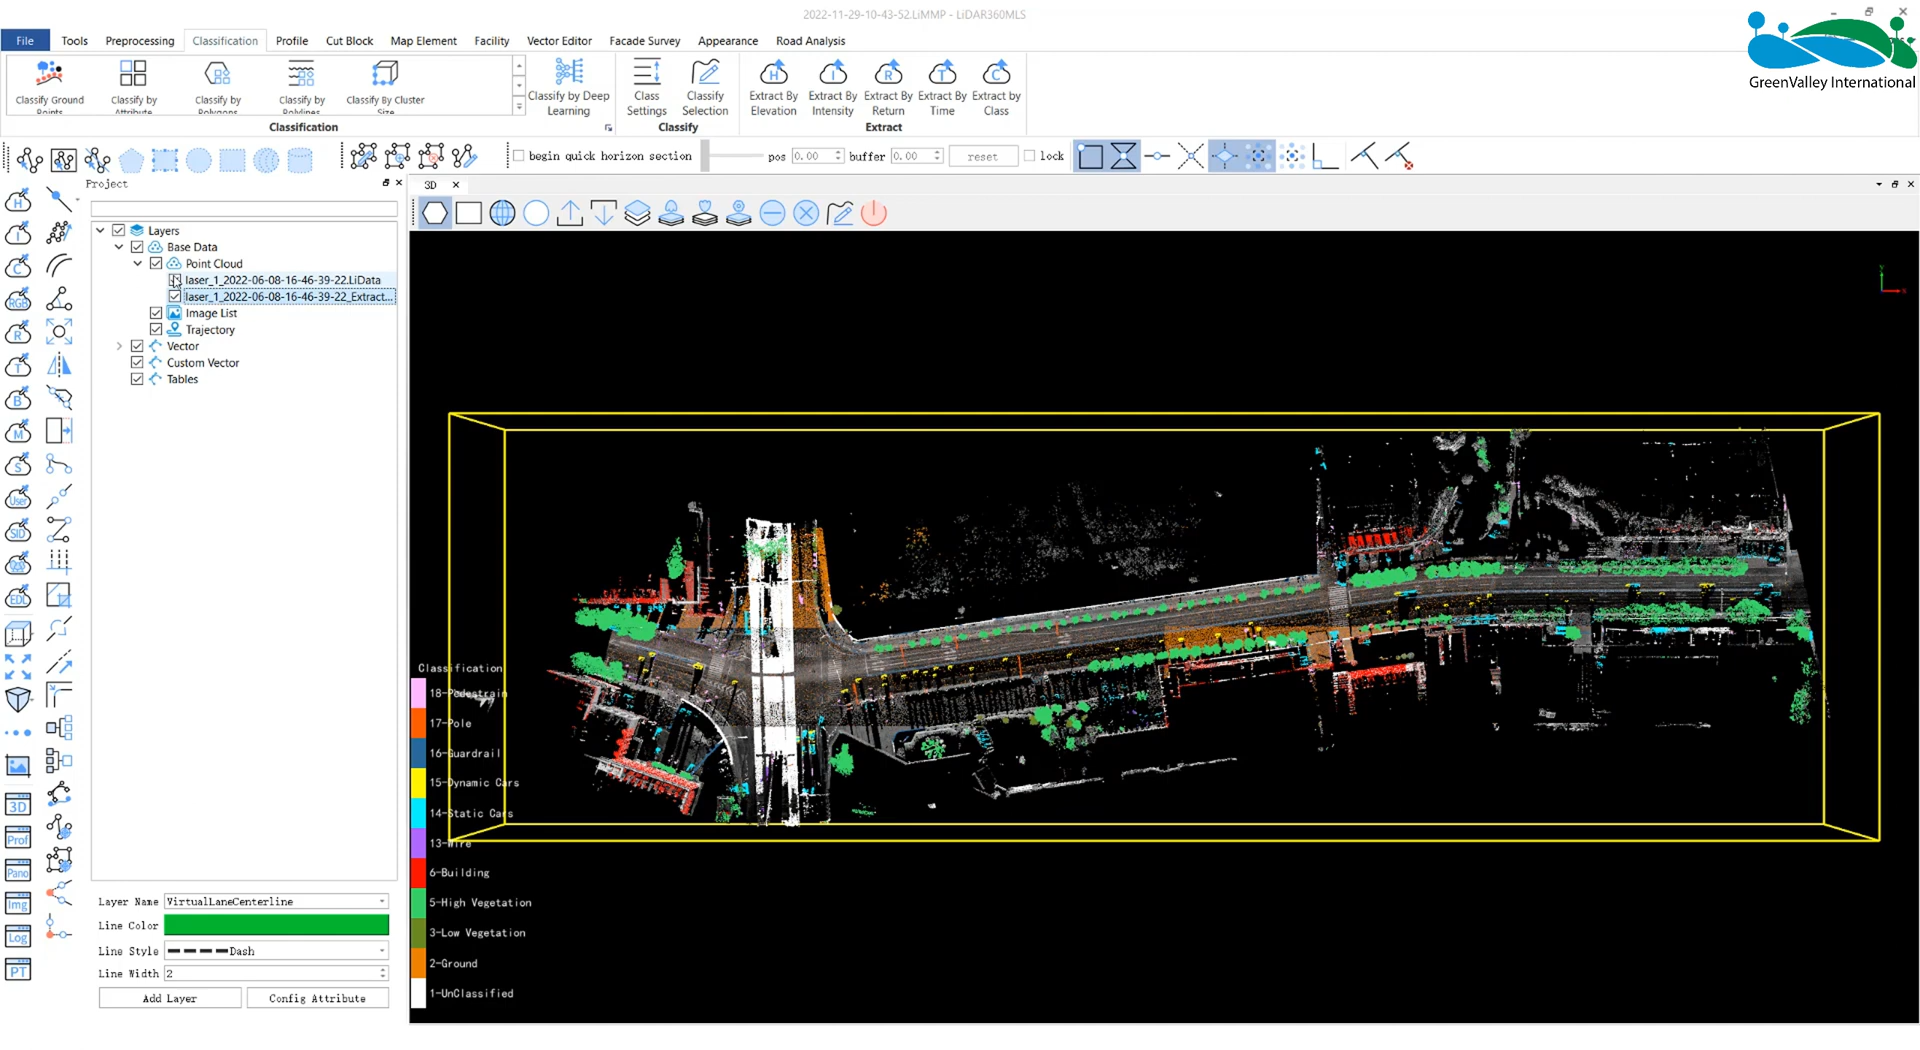 2022-11-29-10-43-52.LiMMP - LiDAR360MLS
GreenValley International
File Tools Preprocessing Classification Profile Cut Block Map Element Facility Vector Editor Facade Survey Appearance Road Analysis
Classify Ground Points
Classify by Attribute
Classify by Polygons
Classify by Polylines
Classify By Cluster Size
Classify by Deep Learning
Class Settings
Classify Selection
Extract By Elevation
Extract By Intensity
Extract By Return
Extract By Time
Extract by Class
Classification Classify Extract
begin quick horizon section pos 0.00 buffer 0.00 reset lock
Project
3D
Layers
Base Data
Point Cloud
laser_1_2022-06-08-16-46-39-22.LiData
laser_1_2022-06-08-16-46-39-22_Extract...
Image List
Trajectory
Vector
Custom Vector
Tables
H
I
C
RGB
R
T
B
M
S
User
SID
EDL
3D
Prof
Pano
Img
Log
PT
Layer Name VirtualLaneCenterline
Line Color
Line Style Dash
Line Width 2
Add Layer Config Attribute
Classification
18-Pedestrain
17-Pole
16-Guardrail
15-Dynamic Cars
14-Static Cars
13-Wire
6-Building
5-High Vegetation
3-Low Vegetation
2-Ground
1-UnClassified